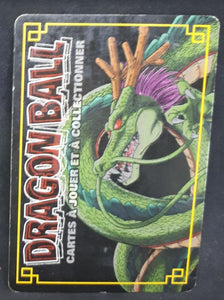 DRAGON BALL
CARTES À JOUER ET À COLLECTIONNER